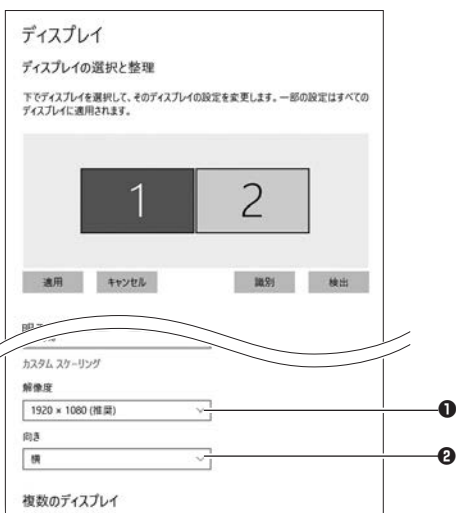 ディスプレイ
ディスプレイの選択と整理
下でディスプレイを選択して、そのディスプレイの設定を変更します。一部の設定はすべての
ディスプレイに適用されます。
1
2
適用
キャンセル
識別
検出
カスタム スケーリング
解像度
1920 × 1080 (推奨)
❶
向き
横
❷
複数のディスプレイ